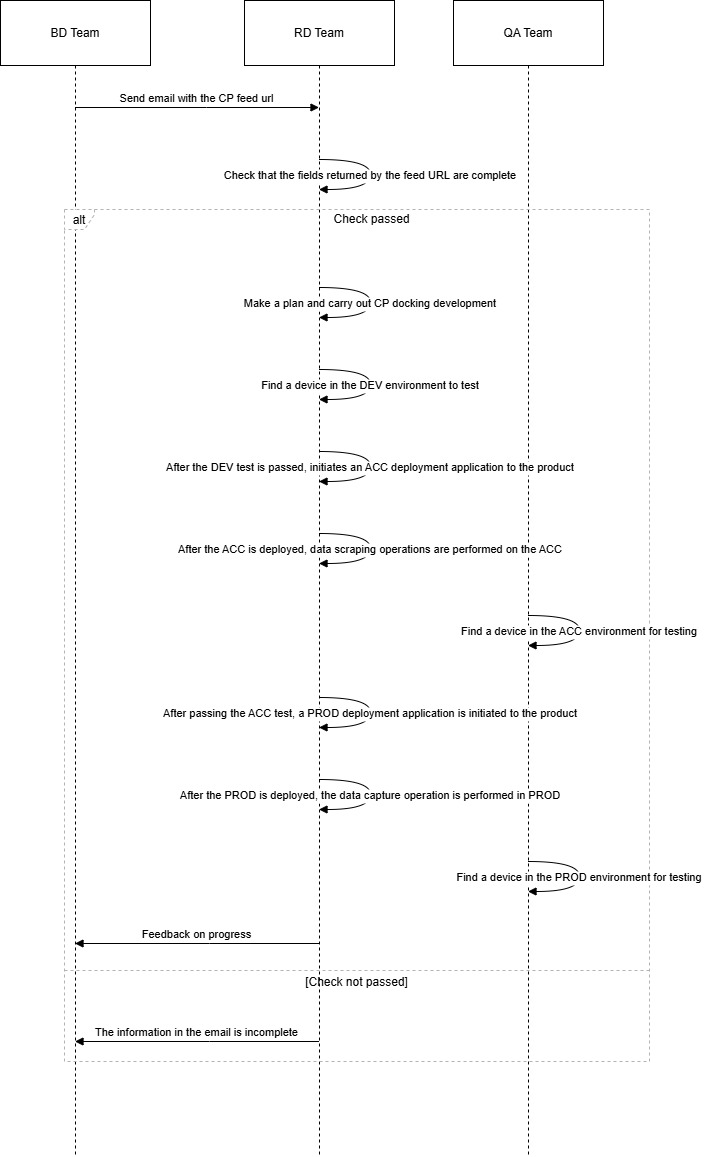 BD Team
RD Team
QA Team
Send email with the CP feed url
Check that the fields returned by the feed URL are complete
alt
Check passed
Make a plan and carry out CP docking development
Find a device in the DEV environment to test
After the DEV test is passed, initiates an ACC deployment application to the product
After the ACC is deployed, data scraping operations are performed on the ACC
Find a device in the ACC environment for testing
After passing the ACC test, a PROD deployment application is initiated to the product
After the PROD is deployed, the data capture operation is performed in PROD
Find a device in the PROD environment for testing
Feedback on progress
[Check not passed]
The information in the email is incomplete